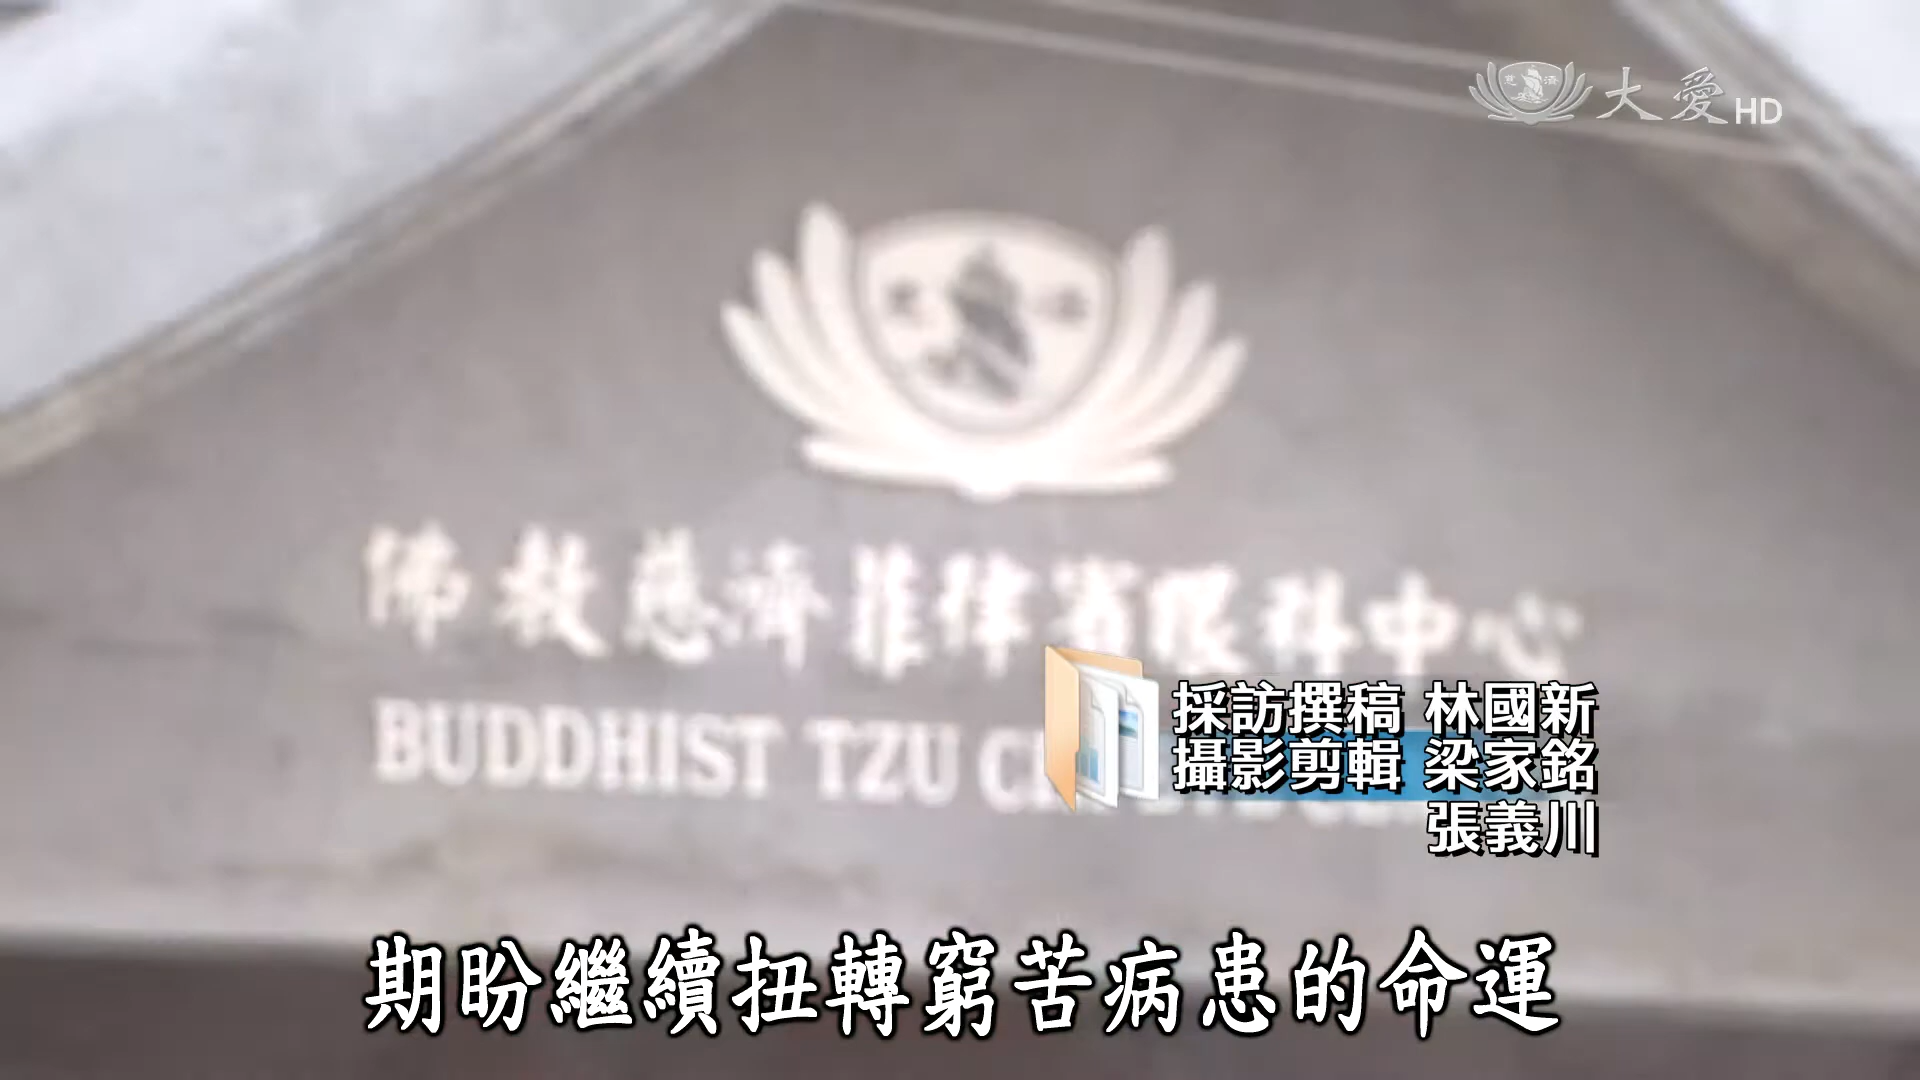 大愛HD
佛教慈濟菲律賓眼科中心
BUDDHIST TZU
採訪撰稿 林國新
攝影剪輯 梁家銘
張義川
期盼繼續扭轉窮苦病患的命運